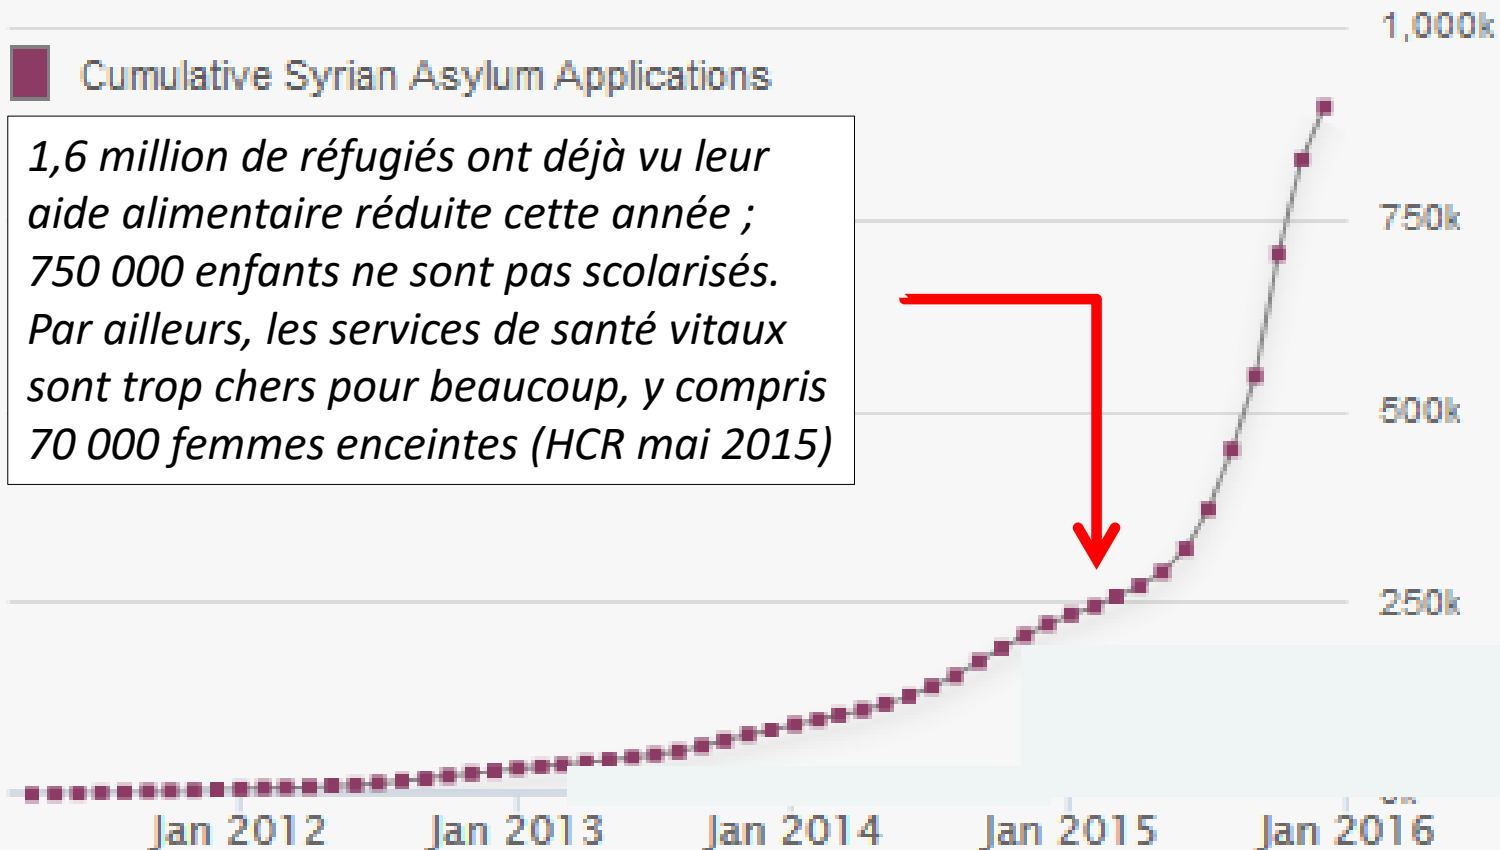 1,000k
Cumulative Syrian Asylum Applications
1,6 million de réfugiés ont déjà vu leur
aide alimentaire réduite cette année ;
750 000 enfants ne sont pas scolarisés.
Par ailleurs, les services de santé vitaux
sont trop chers pour beaucoup, y compris
70 000 femmes enceintes (HCR mai 2015)
750k
500k
250k
Jan 2012 Jan 2013 Jan 2014 Jan 2015 Jan 2016